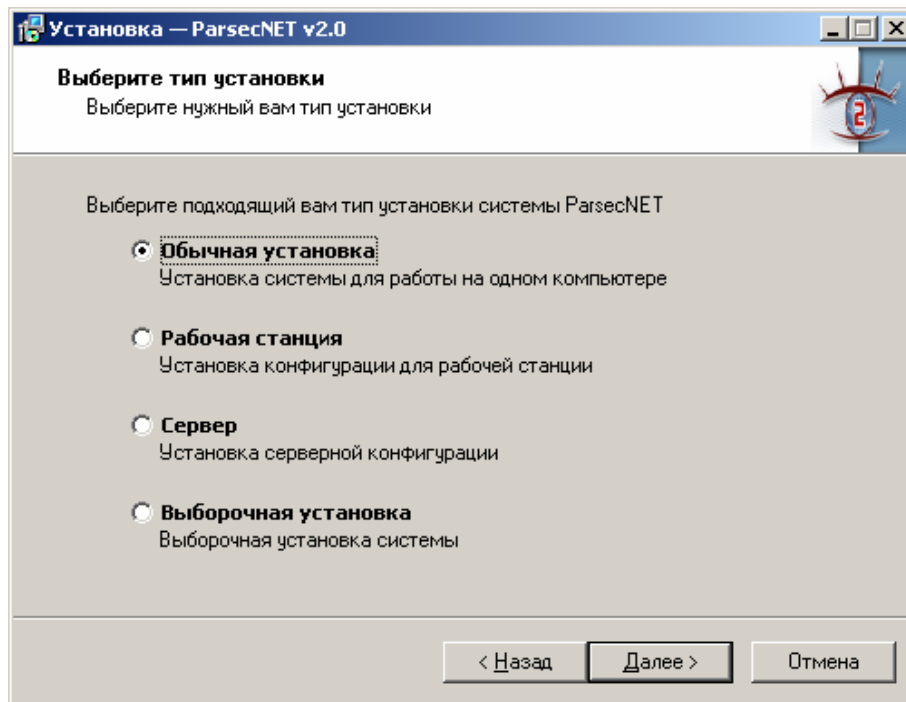 Установка — ParsecNET v2.0
Выберите тип установки
Выберите нужный вам тип установки
2
Выберите подходящий вам тип установки системы ParsecNET
Обычная установка
Установка системы для работы на одном компьютере
Рабочая станция
Установка конфигурации для рабочей станции
Сервер
Установка серверной конфигурации
Выборочная установка
Выборочная установка системы
< Назад Далее > Отмена